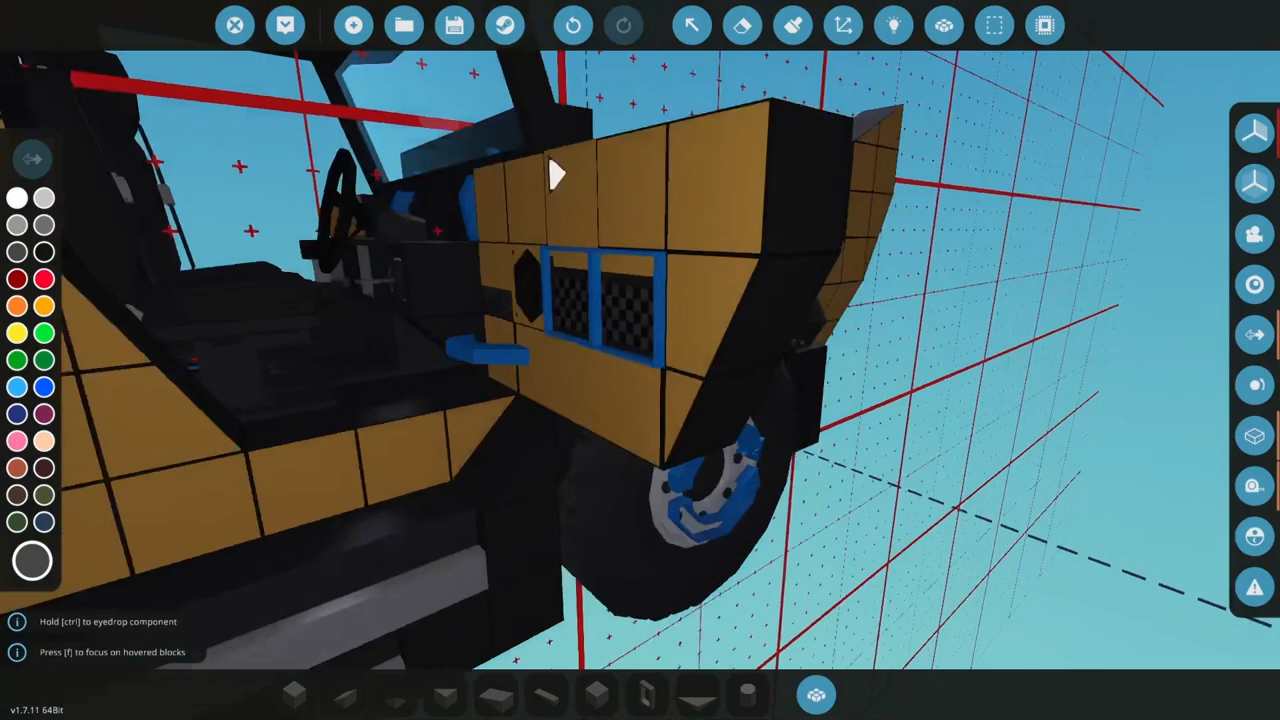 Hold [ctrl] to eyedrop component
Press [f] to focus on hovered blocks
v1.7.11 64Bit